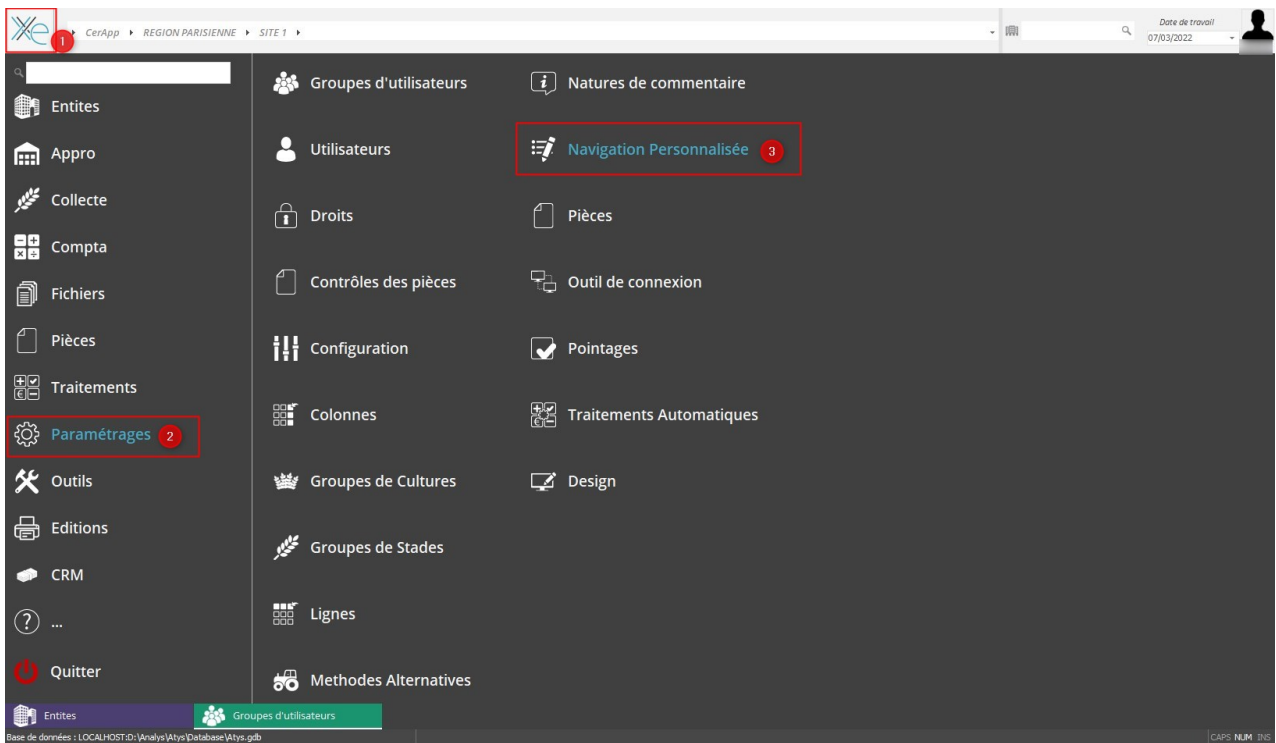 Xe
1
CerApp
REGION PARISIENNE
SITE 1
Date de travail
07/03/2022
Entites
Appro
Collecte
Compta
Fichiers
Pièces
Traitements
Paramétrages 2
Outils
Editions
CRM
...
Quitter
Groupes d'utilisateurs
Utilisateurs
Droits
Contrôles des pièces
Configuration
Colonnes
Groupes de Cultures
Groupes de Stades
Lignes
Methodes Alternatives
Natures de commentaire
Navigation Personnalisée 3
Pièces
Outil de connexion
Pointages
Traitements Automatiques
Design
Entites
Groupes d'utilisateurs
Base de données : LOCALHOST:D:\Analys\Atys\Database\Atys.gdb
CAPS NUM INS